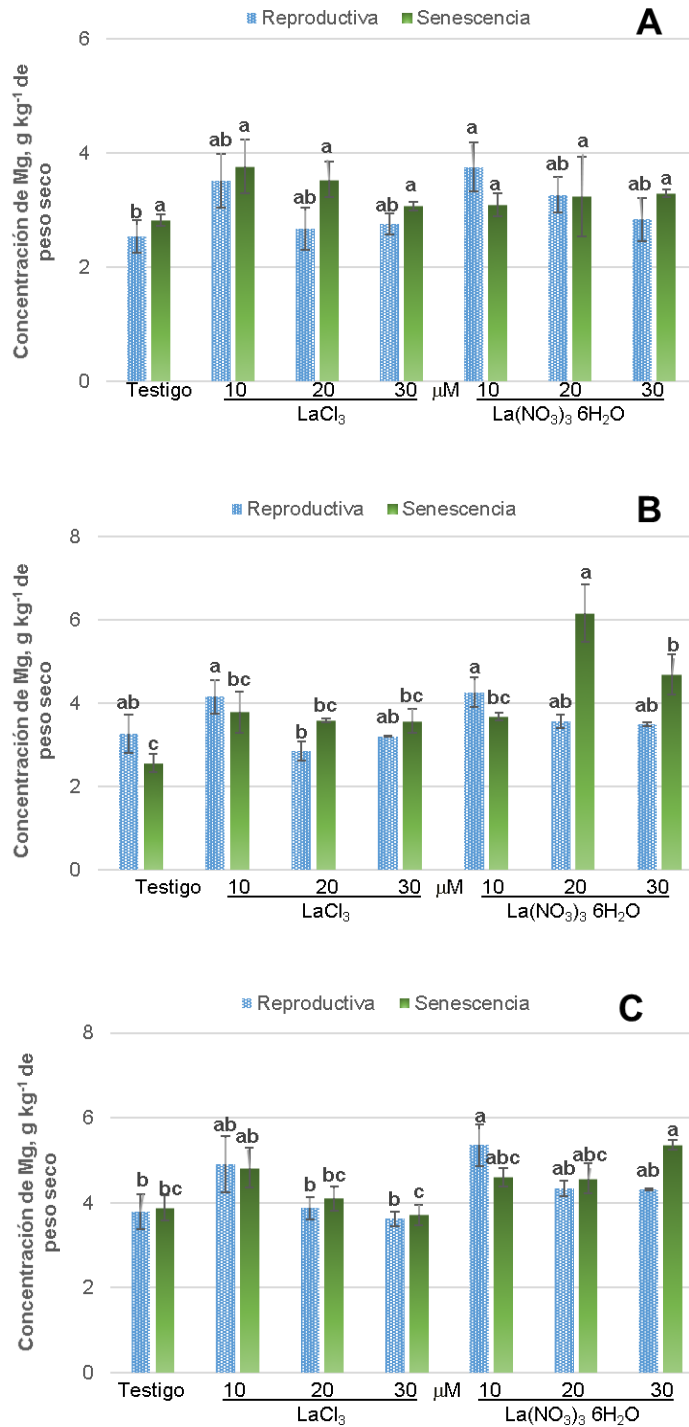 Reproductiva Senescencia
A
Concentración de Mg, g kg⁻¹ de
peso seco
6
4
2
0
b a ab a ab a ab a a a ab a ab a
Testigo 10 20 30 μM 10 20 30
LaCl₃ La(NO₃)₃ 6H₂O
Reproductiva Senescencia
B
Concentración de Mg, g kg⁻¹ de
peso seco
8
6
4
2
0
ab c a bc b bc ab bc a bc ab a ab b
Testigo 10 20 30 μM 10 20 30
LaCl₃ La(NO₃)₃ 6H₂O
Reproductiva Senescencia
C
Concentración de Mg, g kg⁻¹ de
peso seco
8
6
4
2
0
b bc ab ab b bc b c a abc ab abc ab a
Testigo 10 20 30 μM 10 20 30
LaCl₃ La(NO₃)₃ 6H₂O